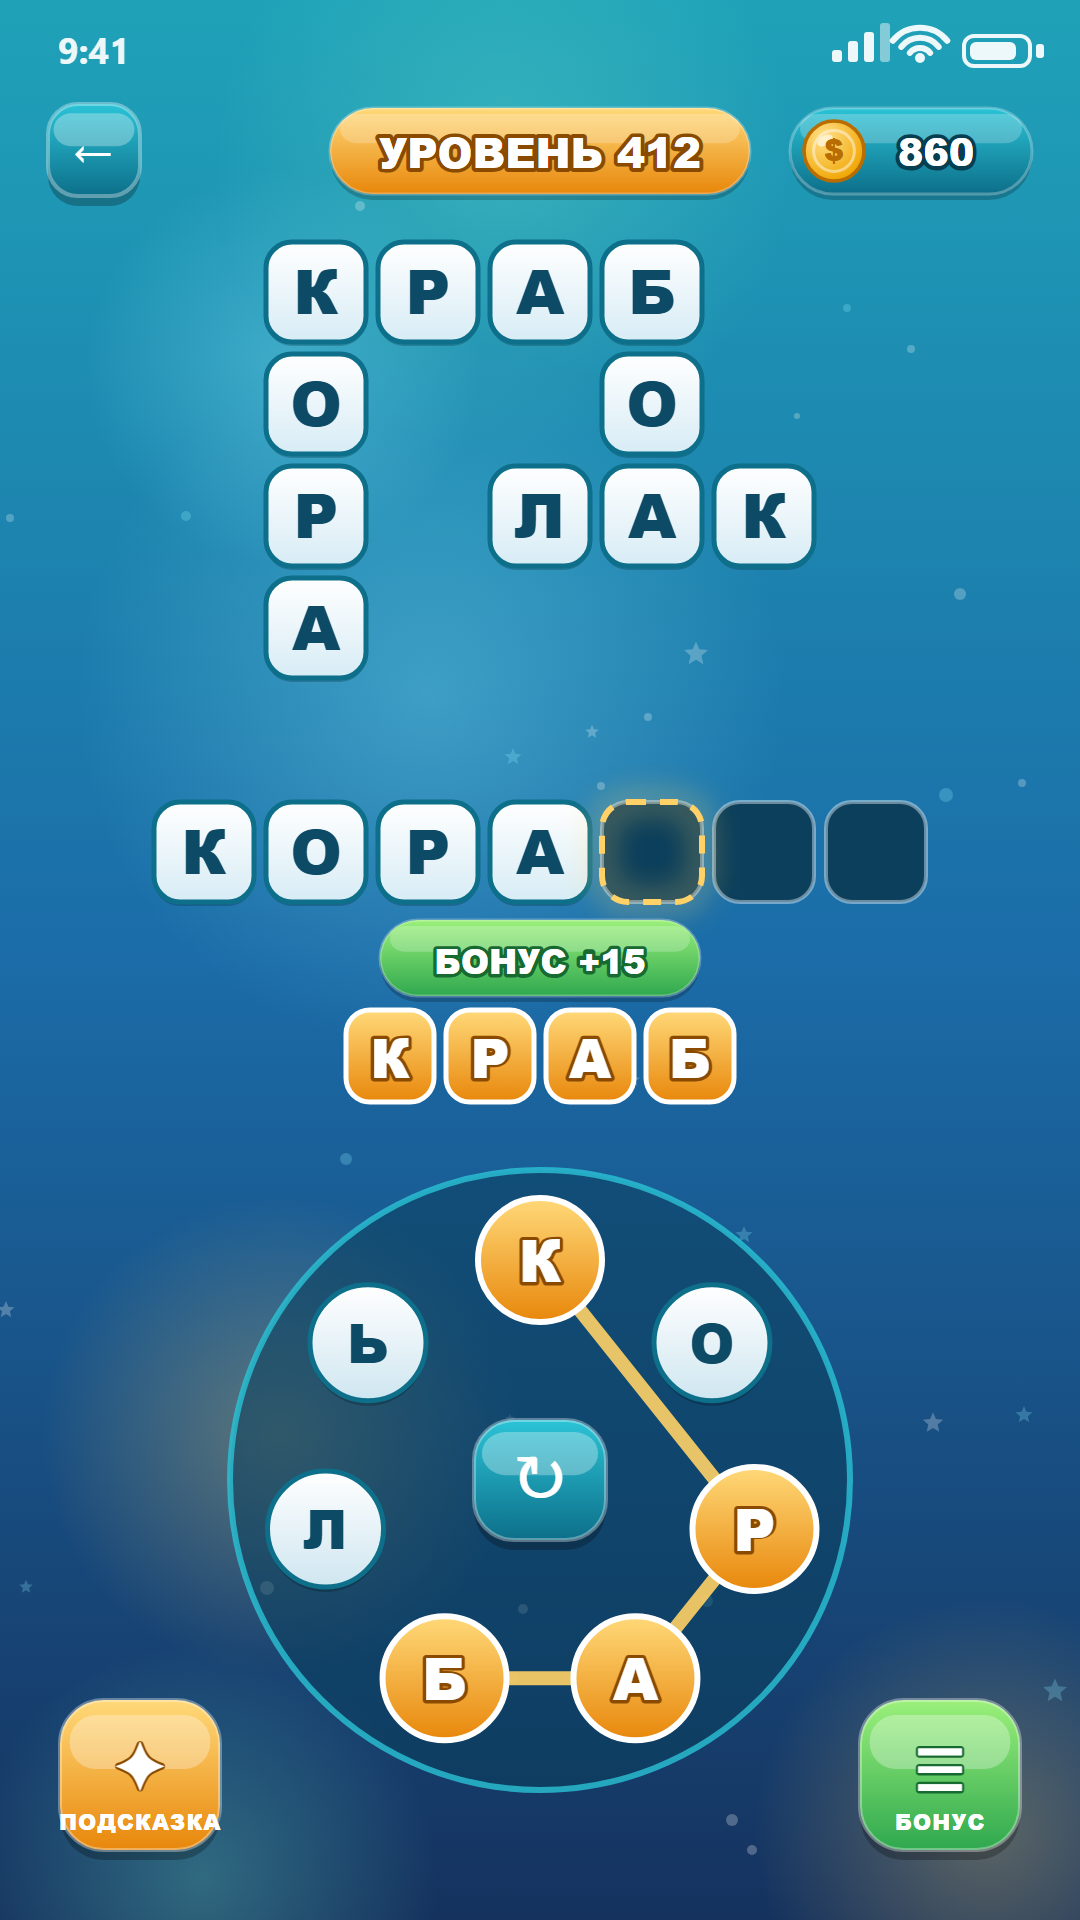 9:41
←
УРОВЕНЬ 412
$ 860
КРАБ
О О
Р ЛАК
А
КОРА
БОНУС +15
КРАБ
К
Ь О
↻
Л Р
Б А
ПОДСКАЗКА
БОНУС